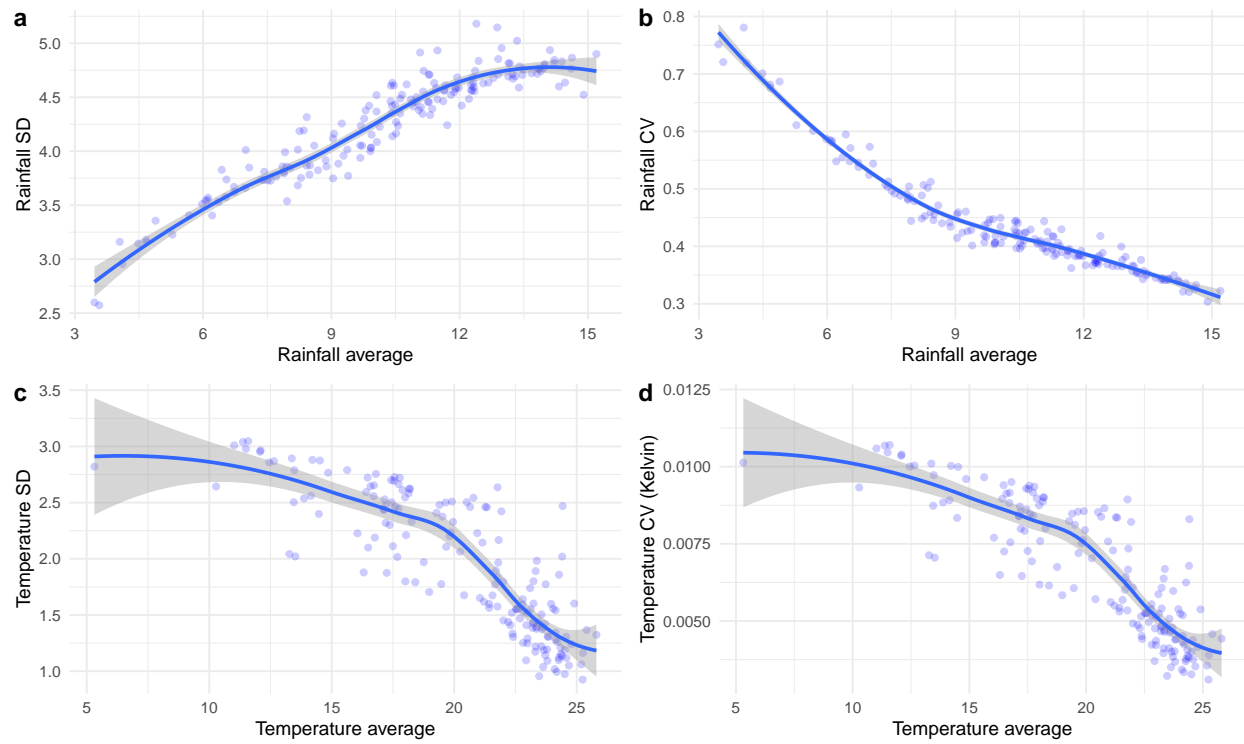 a
5.0
4.5
4.0
3.5
3.0
2.5
Rainfall SD
3 6 9 12 15
Rainfall average
b
0.8
0.7
0.6
0.5
0.4
0.3
Rainfall CV
3 6 9 12 15
Rainfall average
c
3.5
3.0
2.5
2.0
1.5
1.0
Temperature SD
5 10 15 20 25
Temperature average
d
0.0125
0.0100
0.0075
0.0050
Temperature CV (Kelvin)
5 10 15 20 25
Temperature average